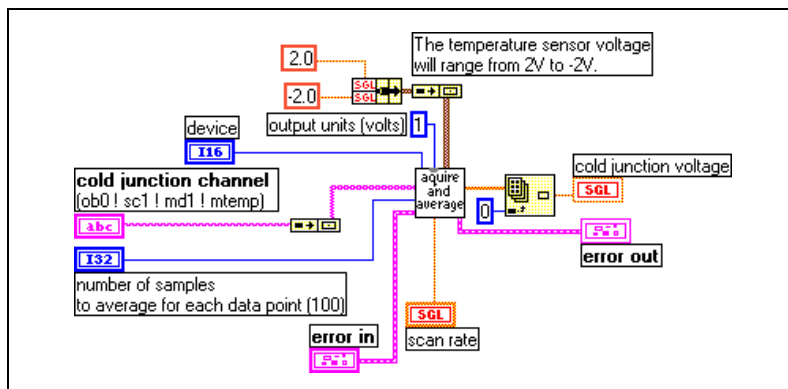 The temperature sensor voltage
will range from 2V to -2V.
2.0
-2.0
SGL
SGL
output units (volts)
1
device
I16
cold junction channel
(ob0 ! sc1 ! md1 ! mtemp)
abc
aquire
and
average
0
cold junction voltage
SGL
error out
I32
number of samples
to average for each data point (100)
error in
SGL
scan rate